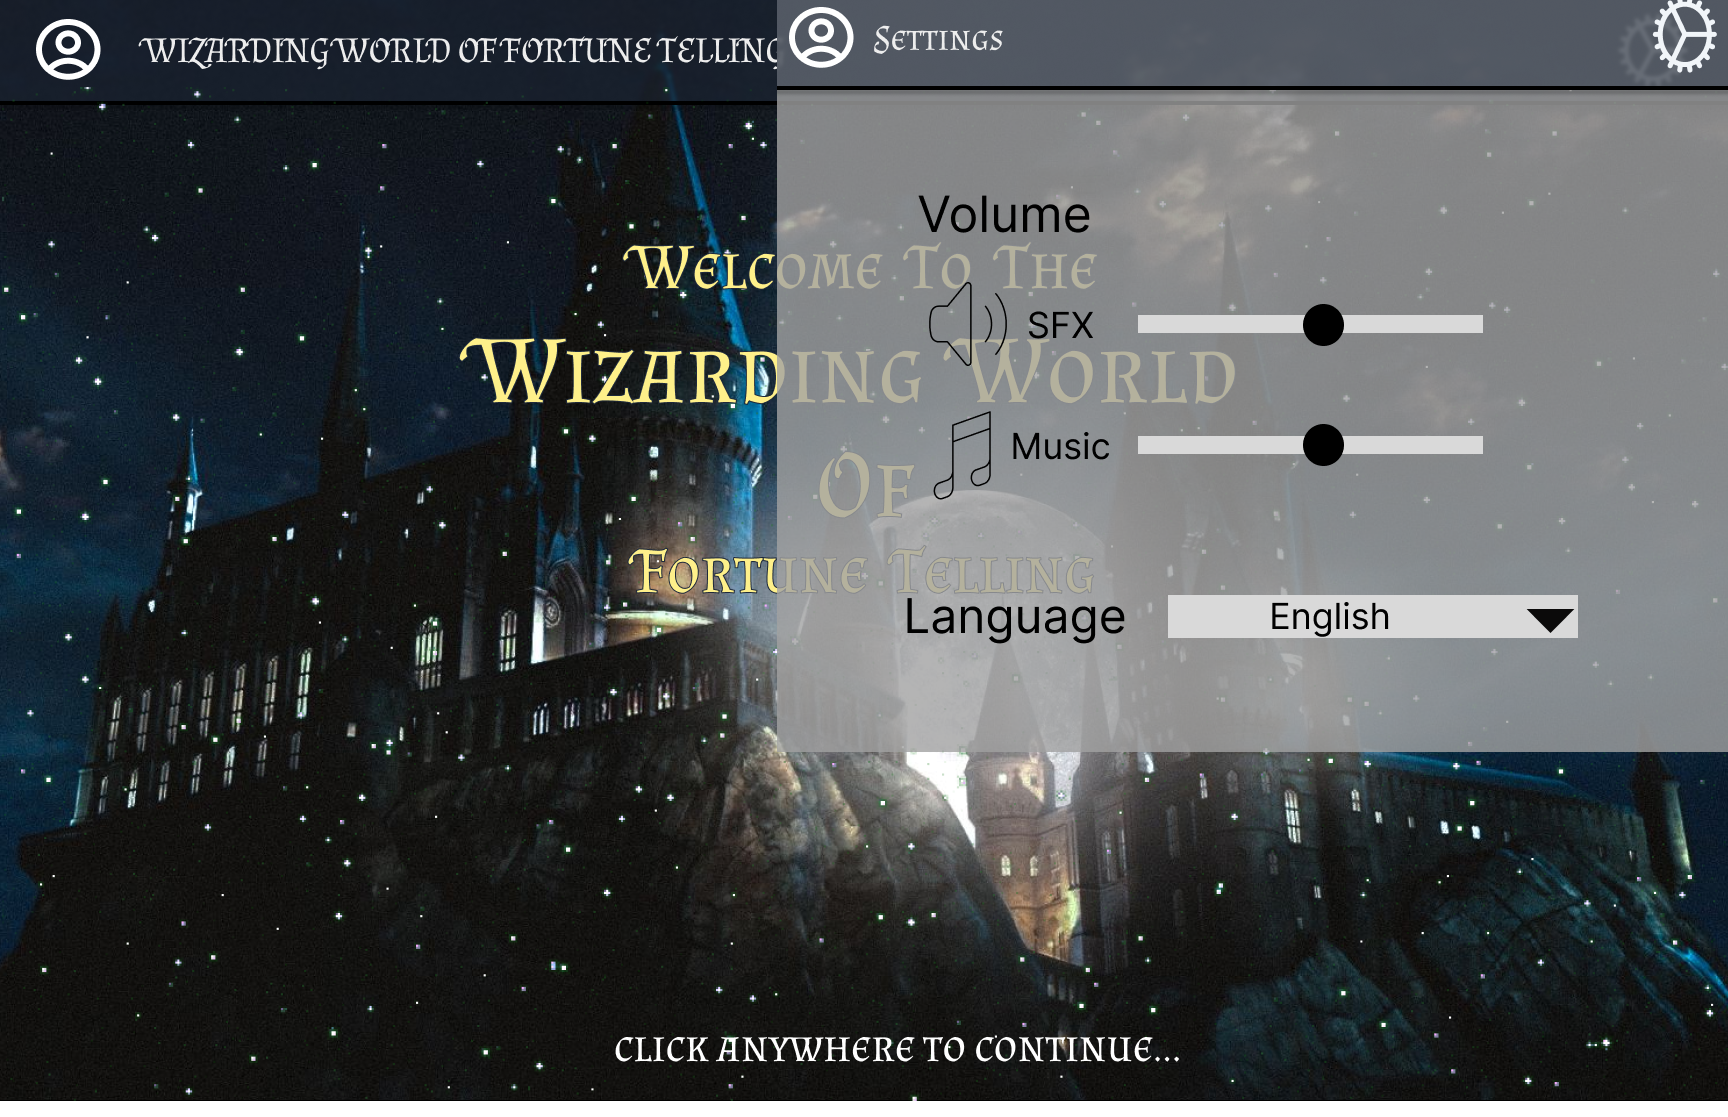 WIZARDING WORLD OF FORTUNE TELLING
SETTINGS
Volume
WELCOME TO THE
SFX
WIZARDING WORLD
Music
OF
FORTUNE TELLING
Language English
CLICK ANYWHERE TO CONTINUE...